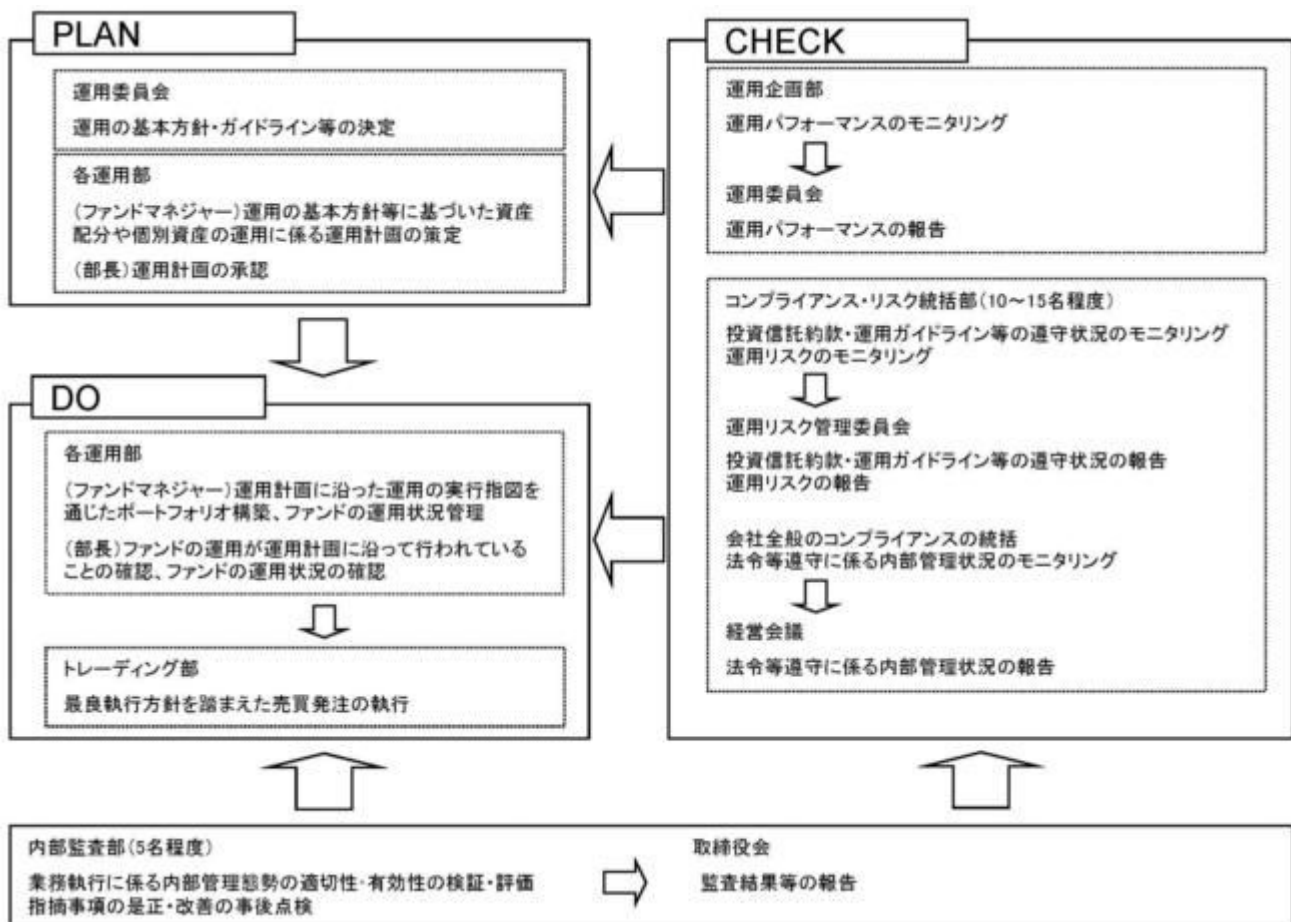 PLAN
運用委員会
運用の基本方針・ガイドライン等の決定
各運用部
(ファンドマネジャー)運用の基本方針等に基づいた資産
配分や個別資産の運用に係る運用計画の策定
(部長)運用計画の承認
DO
各運用部
(ファンドマネジャー)運用計画に沿った運用の実行指図を
通じたポートフォリオ構築、ファンドの運用状況管理
(部長)ファンドの運用が運用計画に沿って行われている
ことの確認、ファンドの運用状況の確認
トレーディング部
最良執行方針を踏まえた売買発注の執行
CHECK
運用企画部
運用パフォーマンスのモニタリング
運用委員会
運用パフォーマンスの報告
コンプライアンス・リスク統括部(10~15名程度)
投資信託約款・運用ガイドライン等の遵守状況のモニタリング
運用リスクのモニタリング
運用リスク管理委員会
投資信託約款・運用ガイドライン等の遵守状況の報告
運用リスクの報告
会社全般のコンプライアンスの統括
法令等遵守に係る内部管理状況のモニタリング
経営会議
法令等遵守に係る内部管理状況の報告
内部監査部(5名程度)
業務執行に係る内部管理態勢の適切性・有効性の検証・評価
指摘事項の是正・改善の事後点検
取締役会
監査結果等の報告